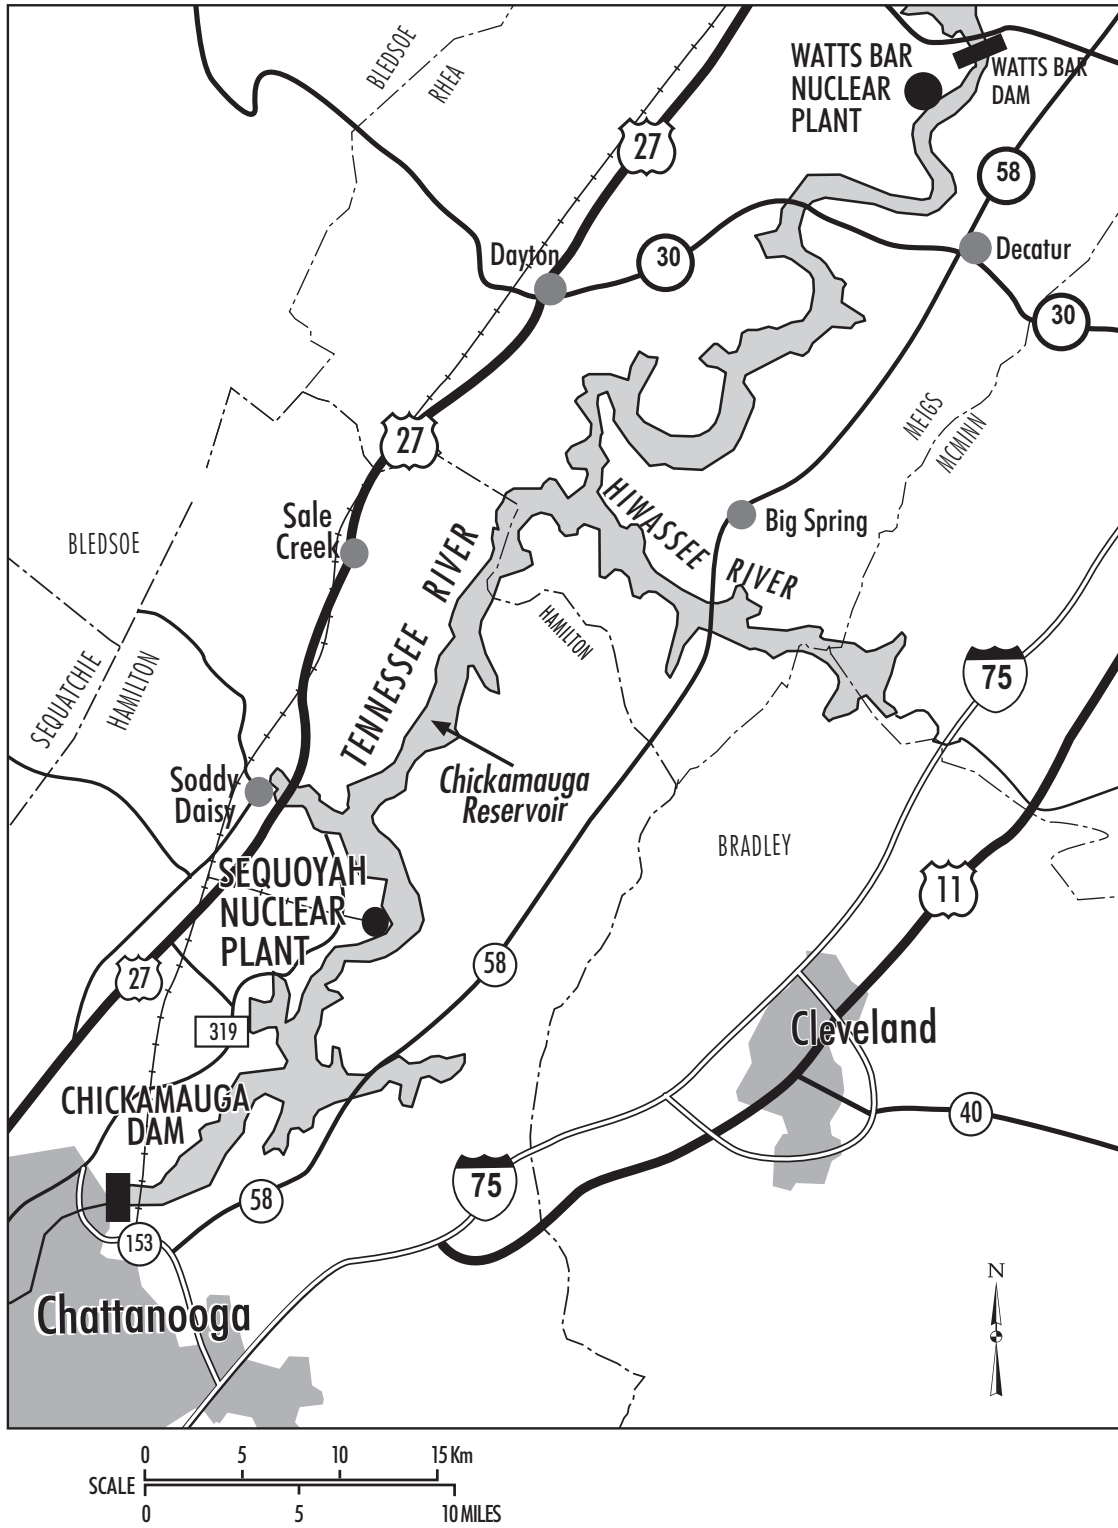 BLEDSOE
RHEA
WATTS BAR
NUCLEAR
PLANT
WATTS BAR
DAM
27
58
Dayton
30
Decatur
30
27
MEIGS
MCMINN
Sale
Creek
BLEDSOE
TENNESSEE RIVER
HIWASSEE RIVER
Big Spring
HAMILTON
SEQUATCHIE
HAMILTON
75
Soddy
Daisy
Chickamauga
Reservoir
BRADLEY
SEQUOYAH
NUCLEAR
PLANT
11
27
58
319
Cleveland
CHICKAMAUGA
DAM
40
75
58
153
Chattanooga
N
0 5 10 15 Km
SCALE
0 5 10 MILES